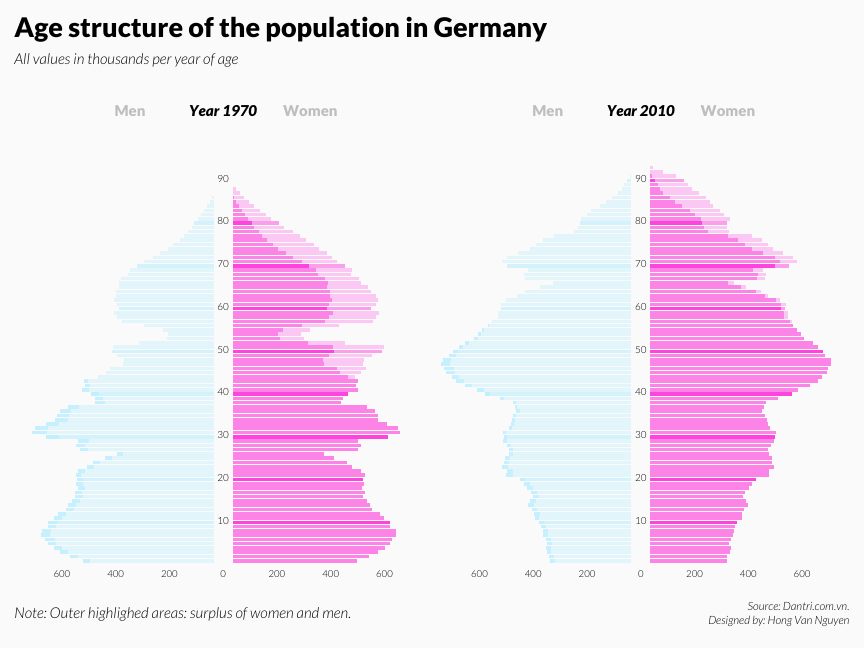 Age structure of the population in Germany
All values in thousands per year of age
Men Year 1970 Women
Men Year 2010 Women
90
80
70
60
50
40
30
20
10
600 400 200 0 200 400 600
90
80
70
60
50
40
30
20
10
600 400 200 0 200 400 600
Note: Outer highlighed areas: surplus of women and men.
Source: Dantri.com.vn.
Designed by: Hong Van Nguyen